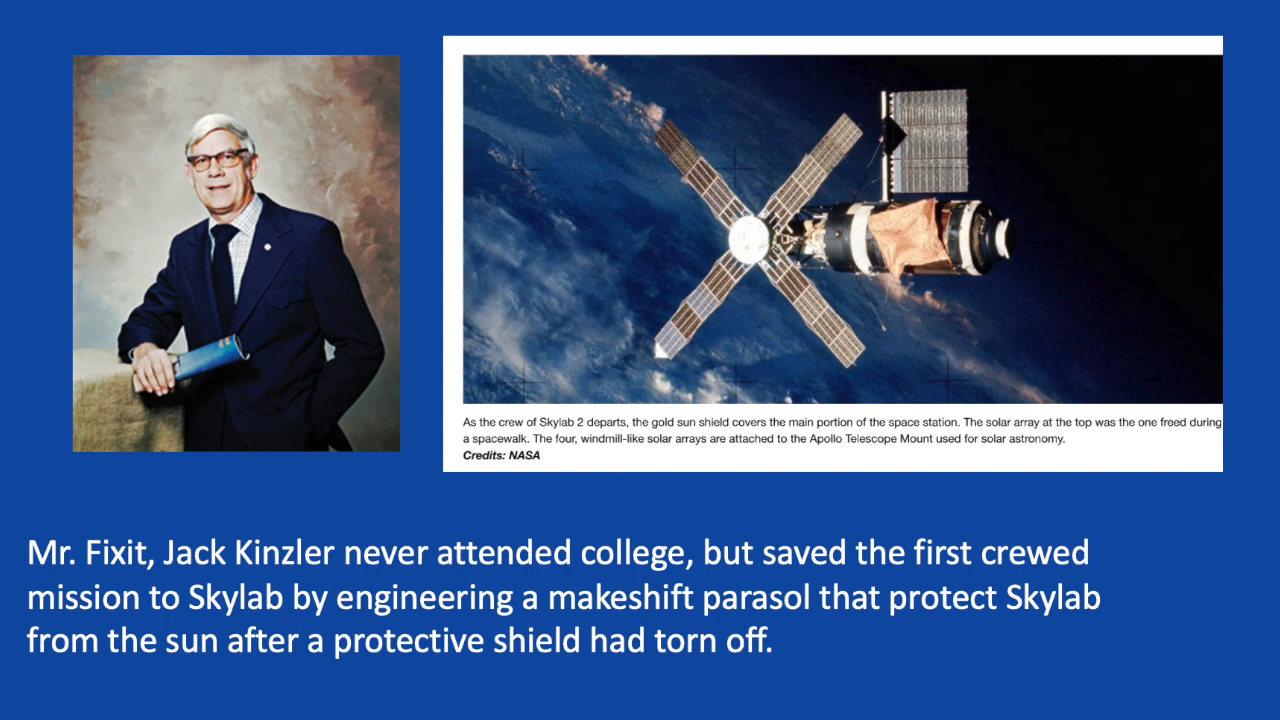 As the crew of Skylab 2 departs, the gold sun shield covers the main portion of the space station. The solar array at the top was the one freed during
a spacewalk. The four, windmill-like solar arrays are attached to the Apollo Telescope Mount used for solar astronomy.
Credits: NASA
Mr. Fixit, Jack Kinzler never attended college, but saved the first crewed
mission to Skylab by engineering a makeshift parasol that protect Skylab
from the sun after a protective shield had torn off.